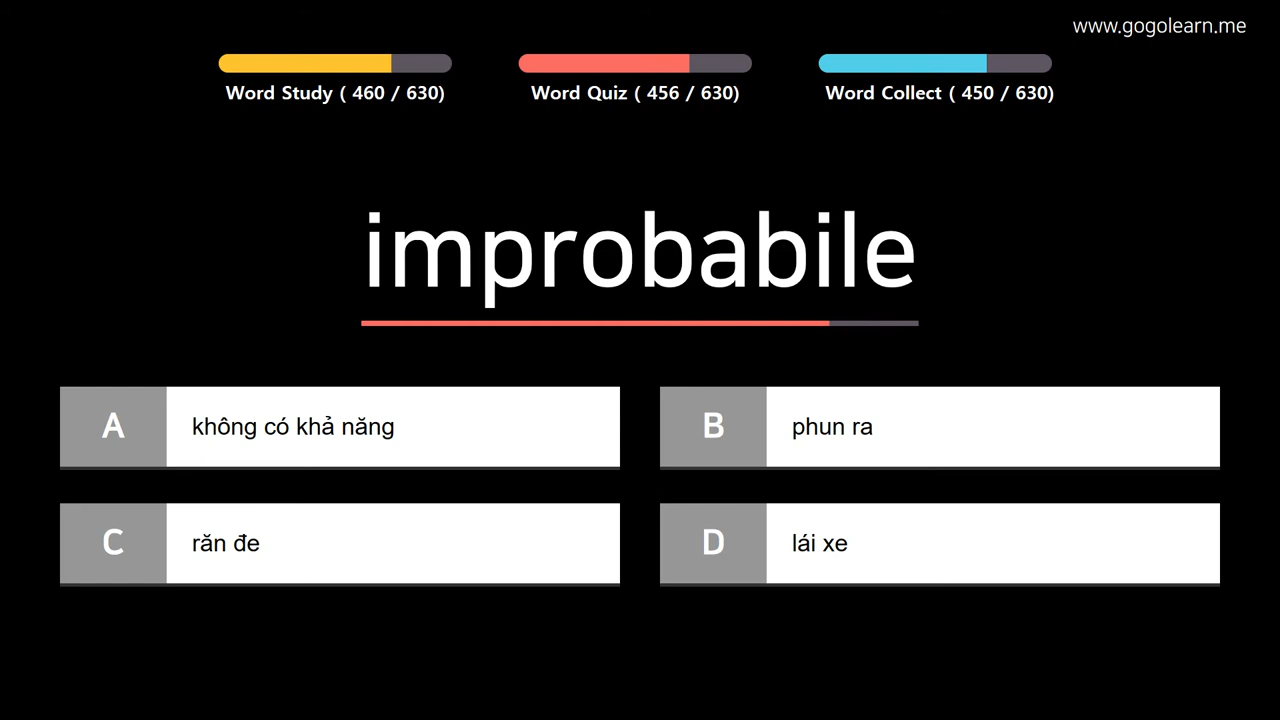 www.gogolearn.me
Word Study ( 460 / 630)
Word Quiz ( 456 / 630)
Word Collect ( 450 / 630)
improbabile
A không có khả năng
B phun ra
C răn đe
D lái xe